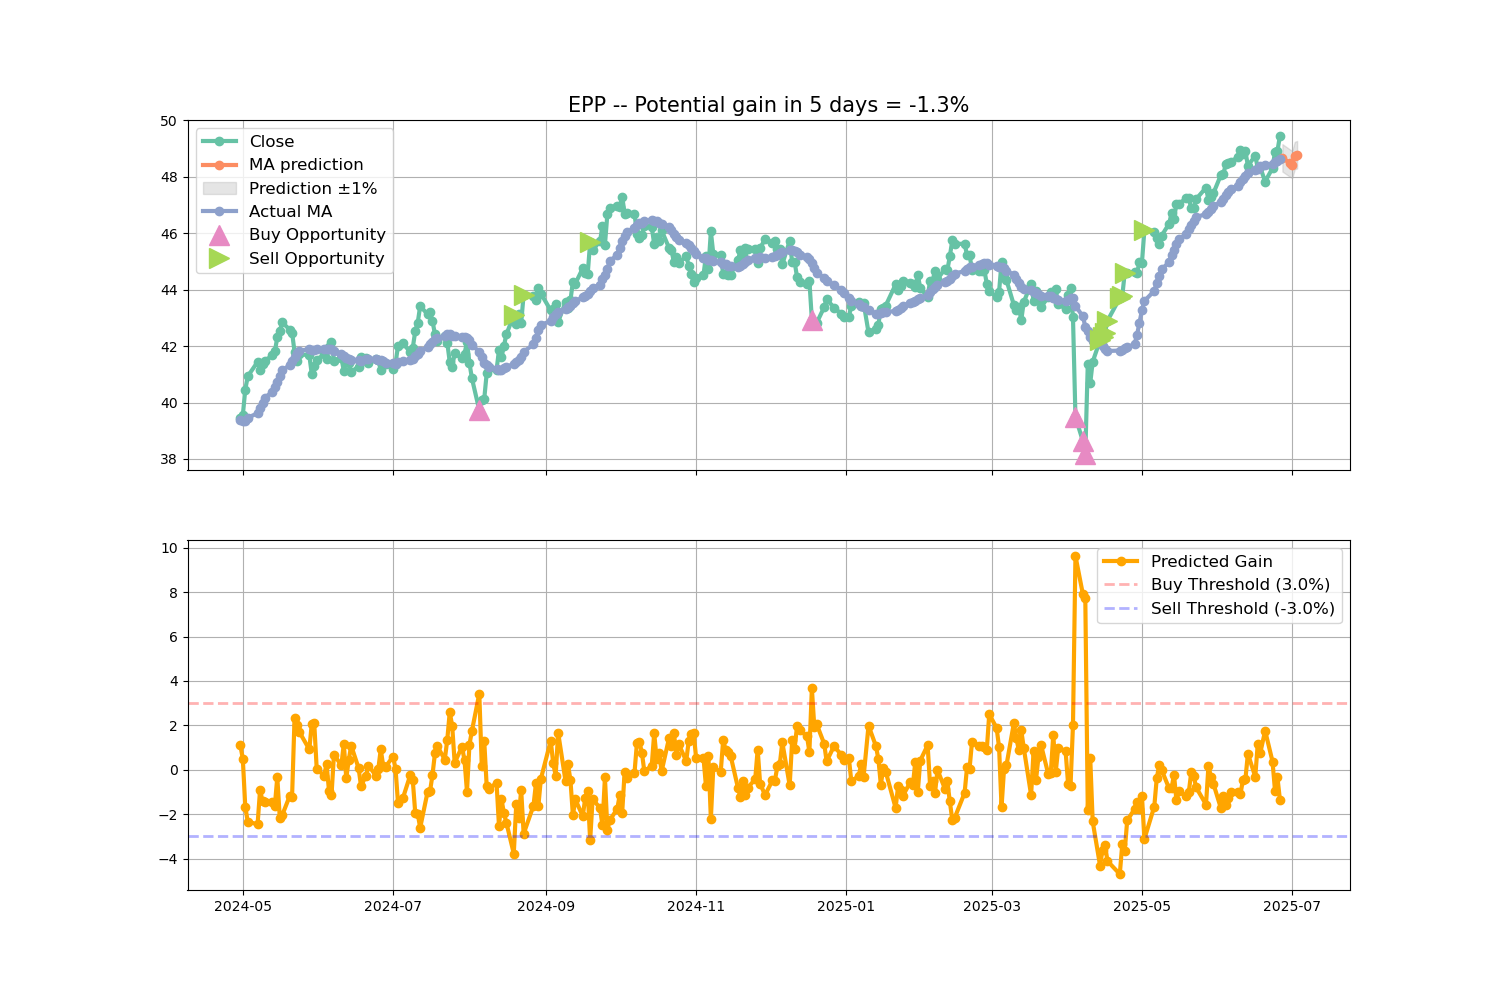 EPP -- Potential gain in 5 days = -1.3%
50
48
46
44
42
40
38
Close
MA prediction
Prediction ±1%
Actual MA
Buy Opportunity
Sell Opportunity
10
8
6
4
2
0
−2
−4
Predicted Gain
Buy Threshold (3.0%)
Sell Threshold (-3.0%)
2024-05 2024-07 2024-09 2024-11 2025-01 2025-03 2025-05 2025-07